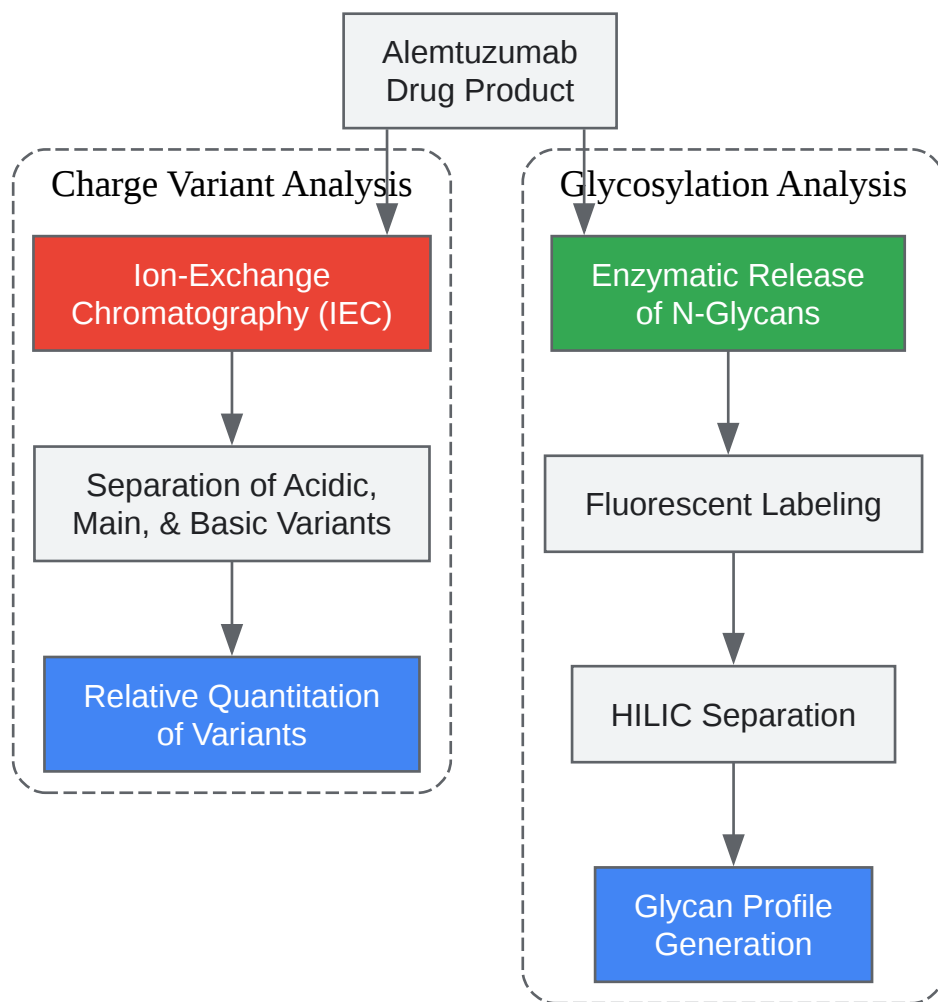 Alemtuzumab
Drug Product
Charge Variant Analysis
Ion-Exchange
Chromatography (IEC)
Separation of Acidic,
Main, & Basic Variants
Relative Quantitation
of Variants
Glycosylation Analysis
Enzymatic Release
of N-Glycans
Fluorescent Labeling
HILIC Separation
Glycan Profile
Generation